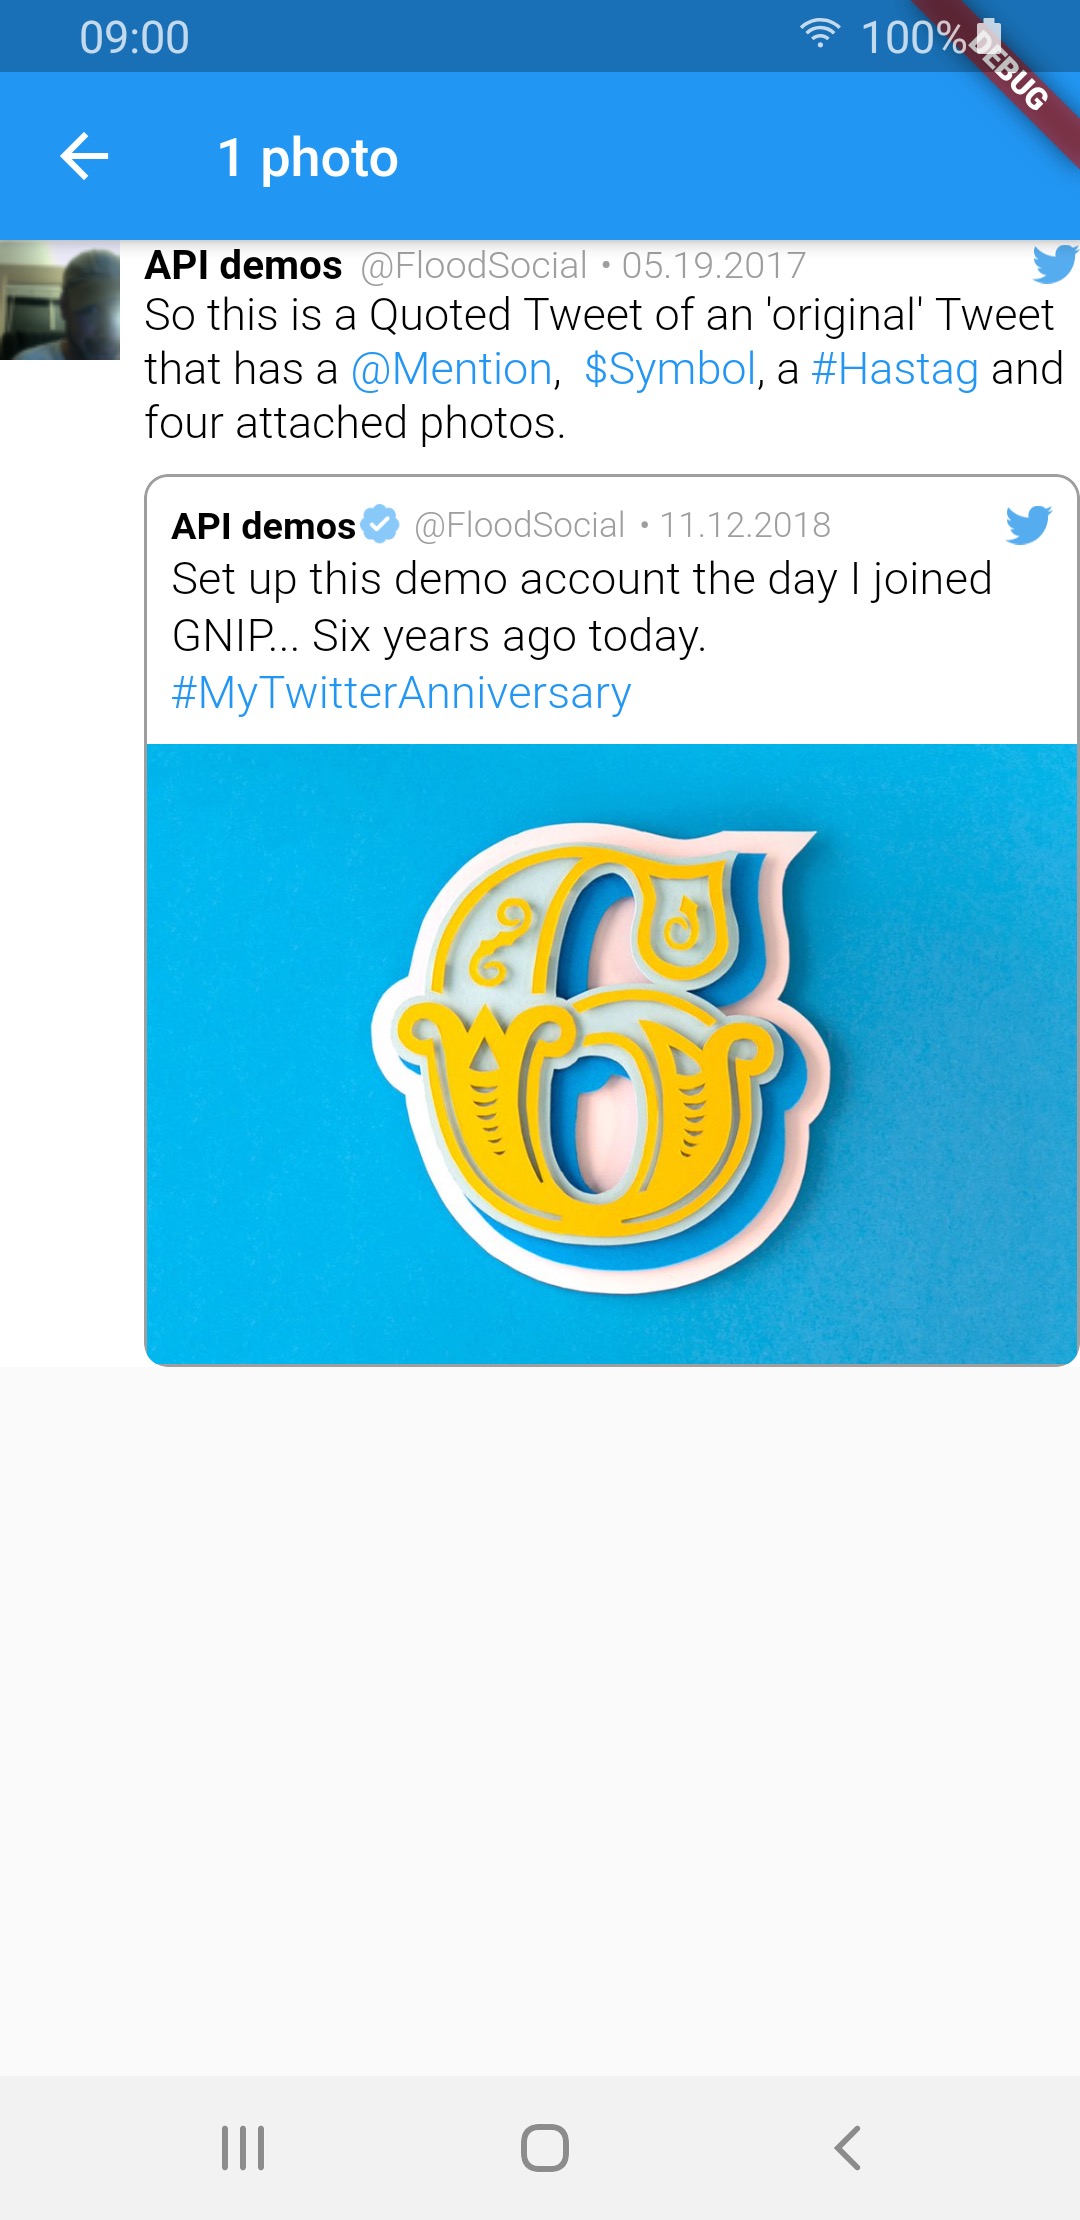 09:00
100%
DEBUG
1 photo
API demos @FloodSocial • 05.19.2017
So this is a Quoted Tweet of an 'original' Tweet
that has a @Mention,  $Symbol, a #Hastag and
four attached photos.
API demos @FloodSocial • 11.12.2018
Set up this demo account the day I joined
GNIP... Six years ago today.
#MyTwitterAnniversary
6